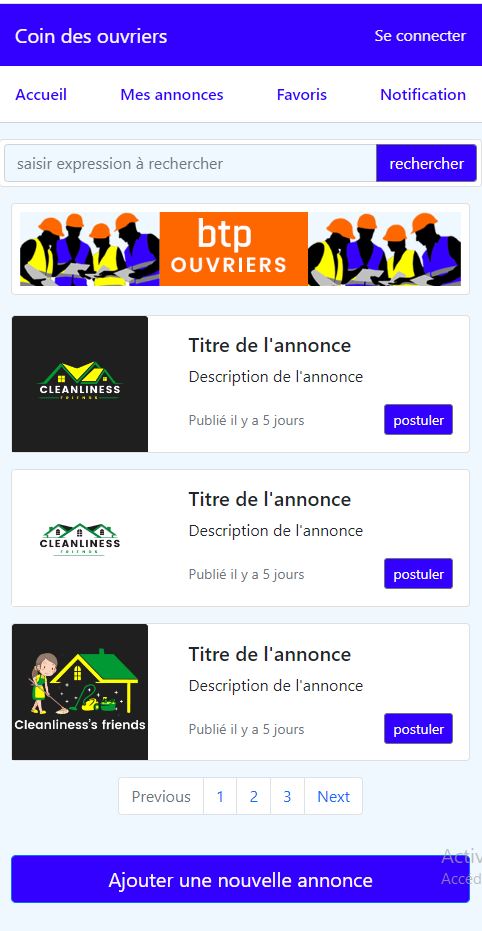 Coin des ouvriers
Se connecter
Accueil Mes annonces Favoris Notification
saisir expression à rechercher rechercher
btp
OUVRIERS
CLEANLINESS
FRIENDS
Titre de l'annonce
Description de l'annonce
Publié il y a 5 jours postuler
CLEANLINESS
FRIENDS
Titre de l'annonce
Description de l'annonce
Publié il y a 5 jours postuler
Cleanliness's friends
Titre de l'annonce
Description de l'annonce
Publié il y a 5 jours postuler
Previous 1 2 3 Next
Activ
Accéd
Ajouter une nouvelle annonce